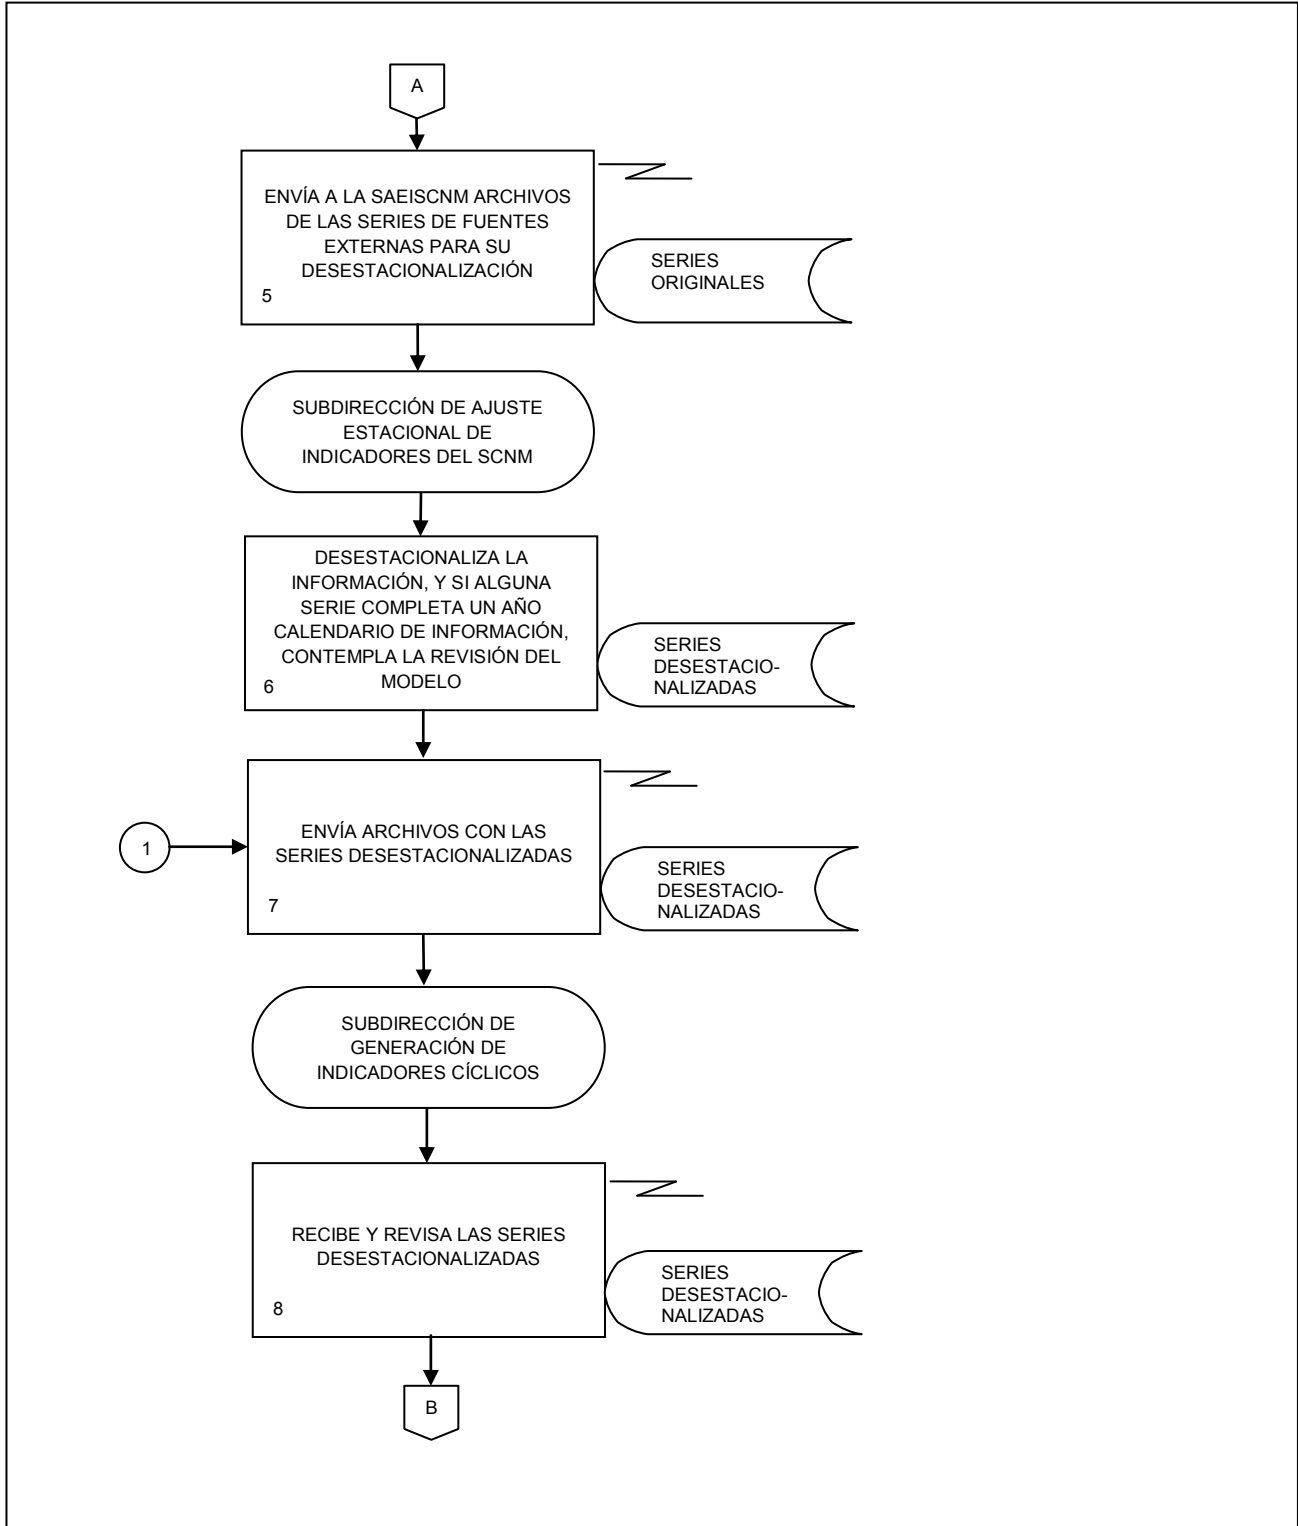 A
ENVÍA A LA SAEISCNM ARCHIVOS
DE LAS SERIES DE FUENTES
EXTERNAS PARA SU
DESESTACIONALIZACIÓN
5
SERIES
ORIGINALES
SUBDIRECCIÓN DE AJUSTE
ESTACIONAL DE
INDICADORES DEL SCNM
DESESTACIONALIZA LA
INFORMACIÓN, Y SI ALGUNA
SERIE COMPLETA UN AÑO
CALENDARIO DE INFORMACIÓN,
CONTEMPLA LA REVISIÓN DEL
MODELO
6
SERIES
DESESTACIO-
NALIZADAS
1
ENVÍA ARCHIVOS CON LAS
SERIES DESESTACIONALIZADAS
7
SERIES
DESESTACIO-
NALIZADAS
SUBDIRECCIÓN DE
GENERACIÓN DE
INDICADORES CÍCLICOS
RECIBE Y REVISA LAS SERIES
DESESTACIONALIZADAS
8
SERIES
DESESTACIO-
NALIZADAS
B